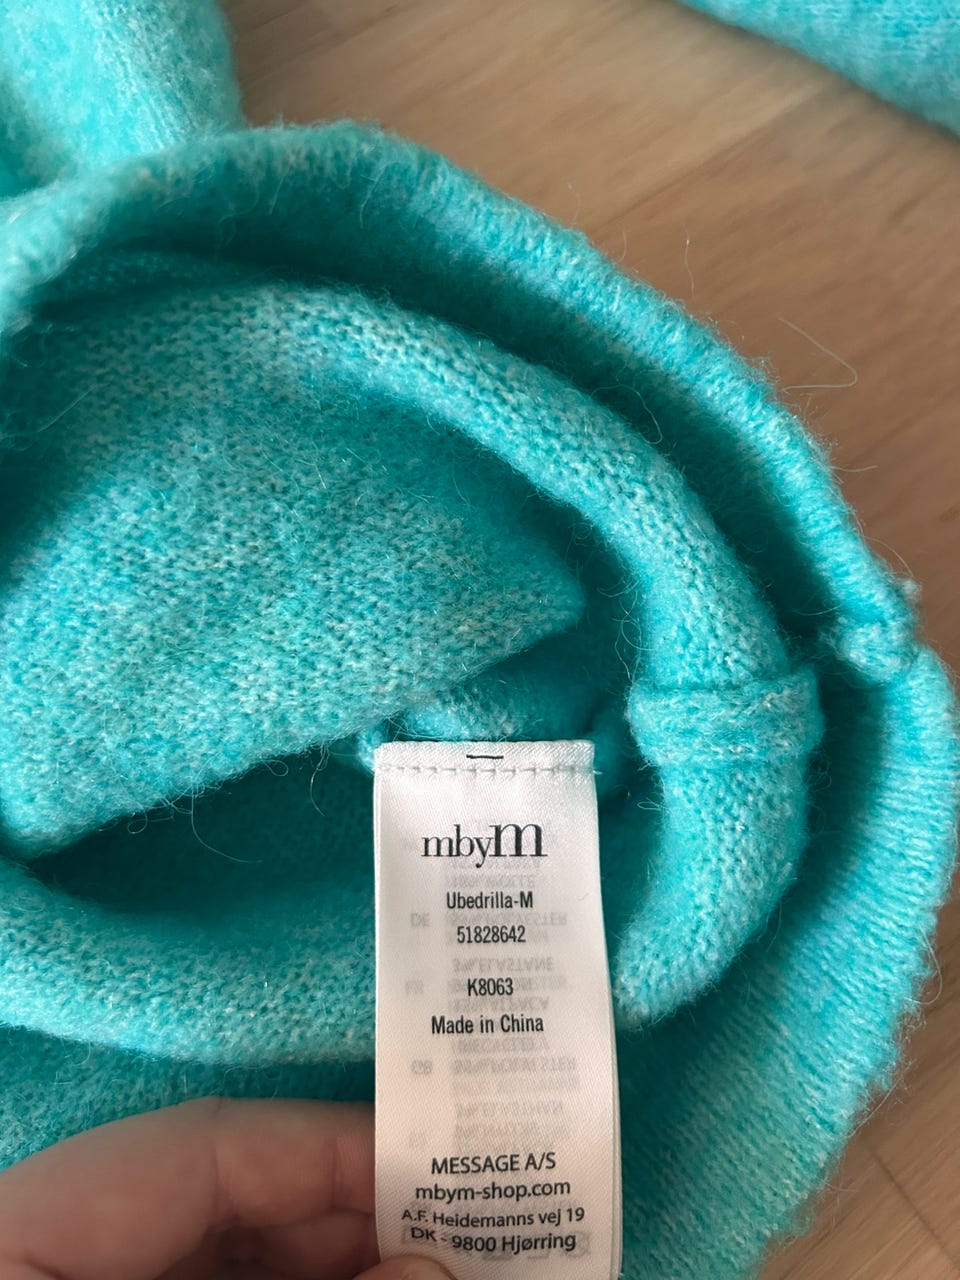 mbyM
Ubedrilla-M
51828642
K8063
Made in China
MESSAGE A/S
mbym-shop.com
A.F. Heidemanns vej 19
DK - 9800 Hjørring